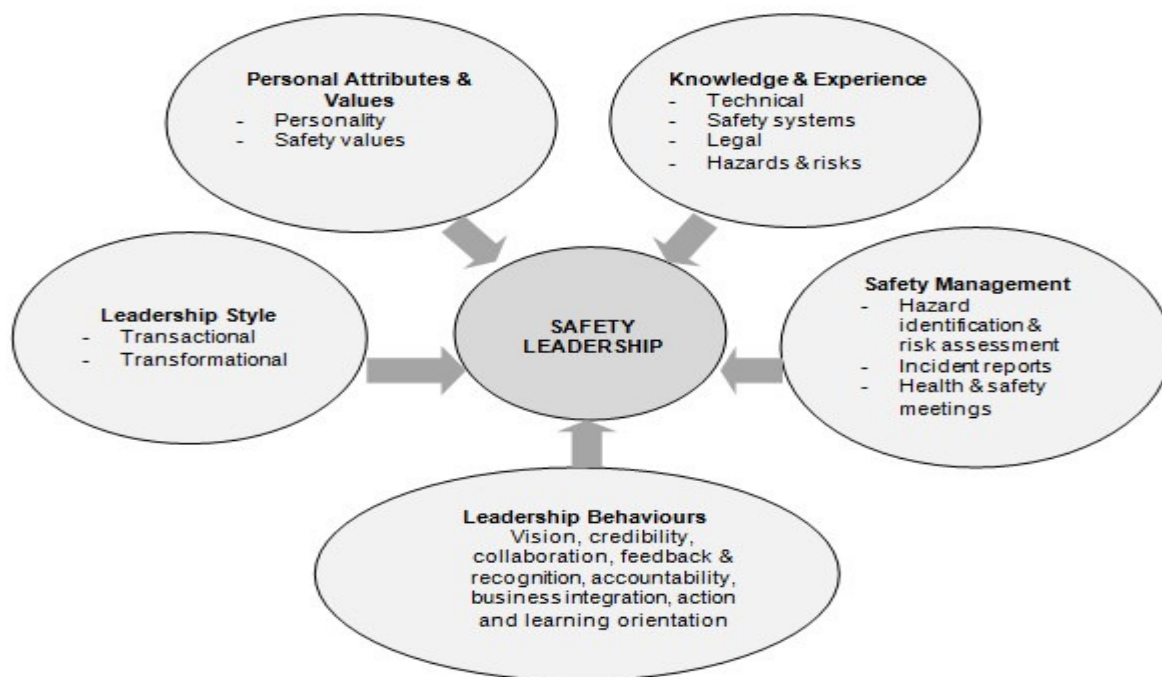 Personal Attributes &
Values
- Personality
- Safety values
Knowledge & Experience
- Technical
- Safety systems
- Legal
- Hazards & risks
Leadership Style
- Transactional
- Transformational
SAFETY
LEADERSHIP
Safety Management
- Hazard
identification &
risk assessment
- Incident reports
- Health & safety
meetings
Leadership Behaviours
Vision, credibility,
collaboration, feedback &
recognition, accountability,
business integration, action
and learning orientation